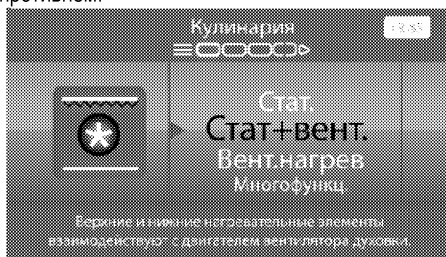 Кулинария
Стат.
Стат+вент.
Вент.нагрев
Многофункц
Верхние и нижние нагревательные элементы
взаимодействуют с двигателем вентилятора духовки.